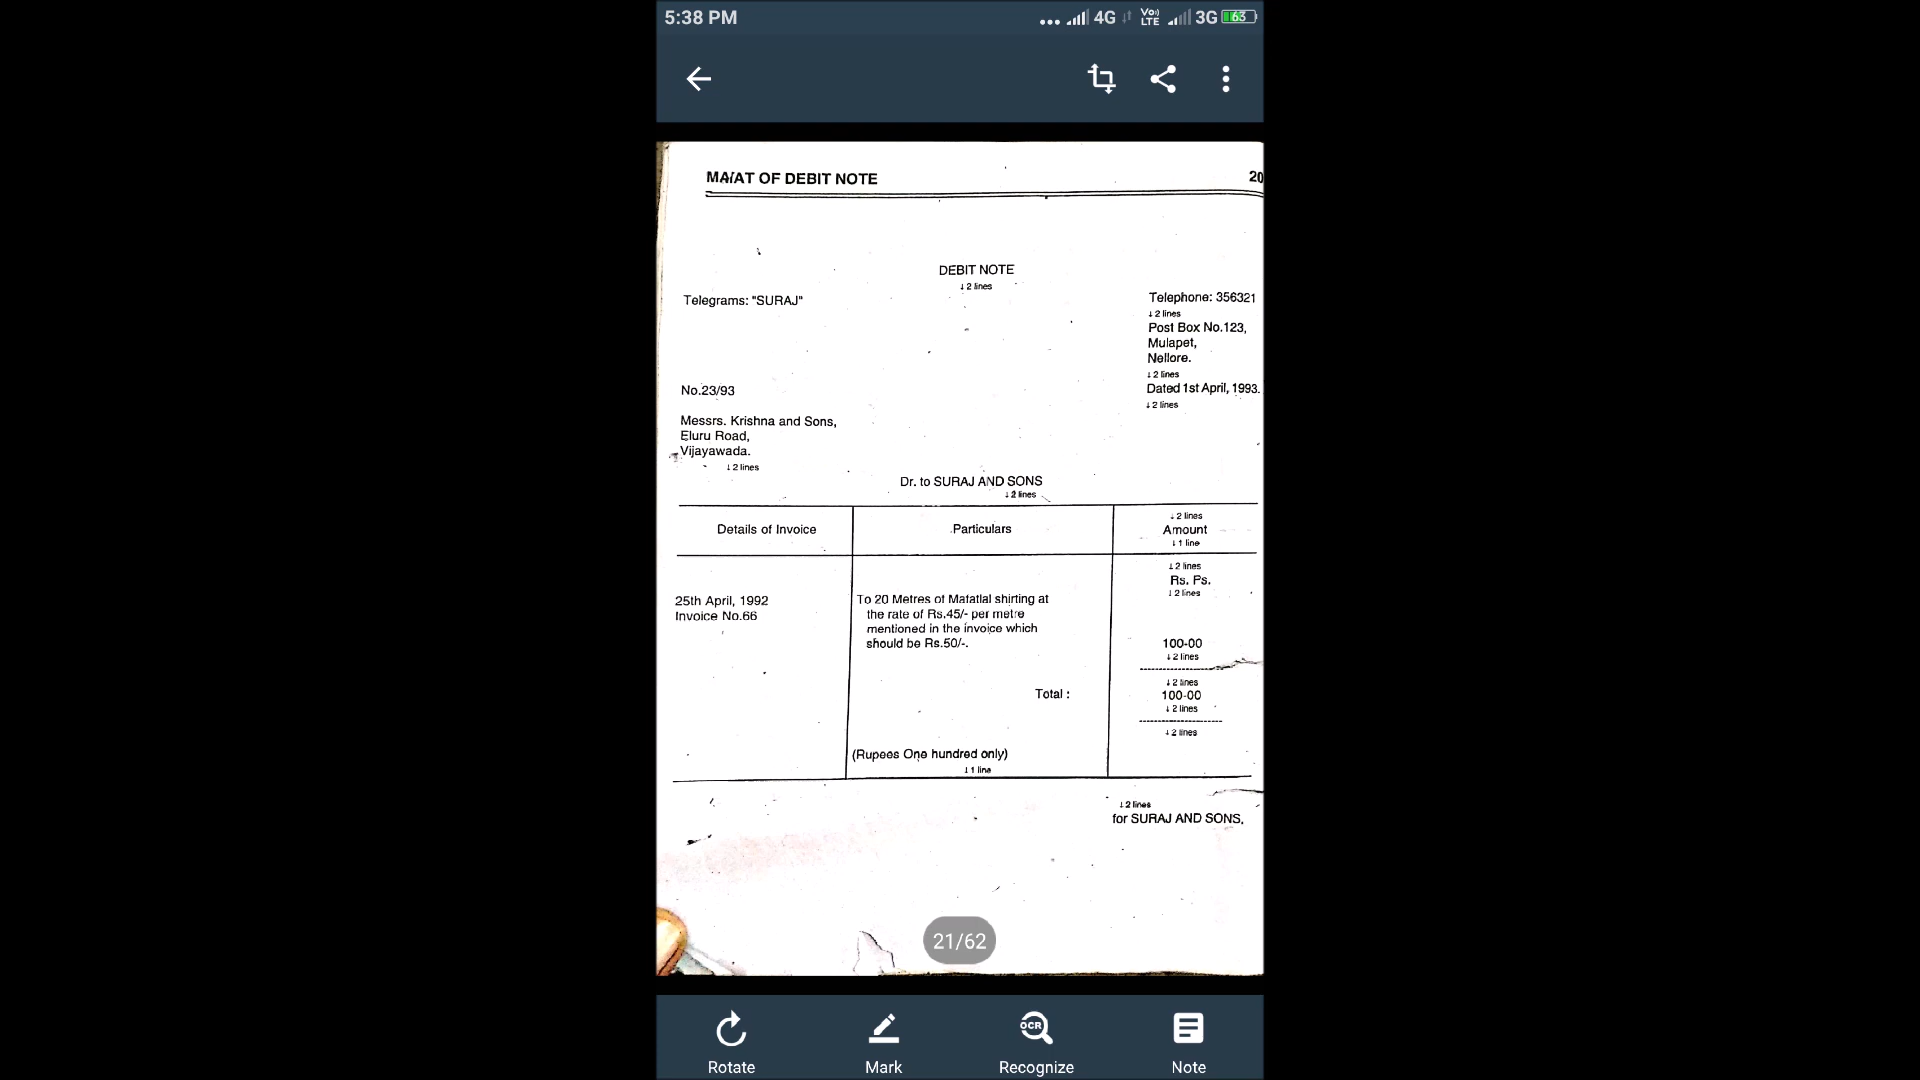 5:38 PM
4G VoLTE 3G 63
DEBIT NOTE
OF DEBIT NOTE 20
↓2 lines
Telegrams: "SURAJ"
Telephone: 356321
↓2 lines
Post Box No.123,
Mulapet,
Nellore.
↓2 lines
No.23/93
Dated 1st April, 1993.
↓2 lines
Messrs. Krishna and Sons,
Eluru Road,
Vijayawada.
↓2 lines
Dr. to SURAJ AND SONS
↓2 lines
↓2 lines
Details of Invoice Particulars Amount
↓1 line
↓2 lines
Rs. Ps.
↓2 lines
25th April, 1992
Invoice No.66
To 20 Metres of Mafatlal shirting at
the rate of Rs.45/- per metre
mentioned in the invoice which
should be Rs.50/-.
100-00
↓2 lines
↓2 lines
Total : 100-00
↓2 lines
↓2 lines
(Rupees One hundred only)
↓1 line
↓2 lines
for SURAJ AND SONS,
21/62
OCR
Rotate Mark Recognize Note